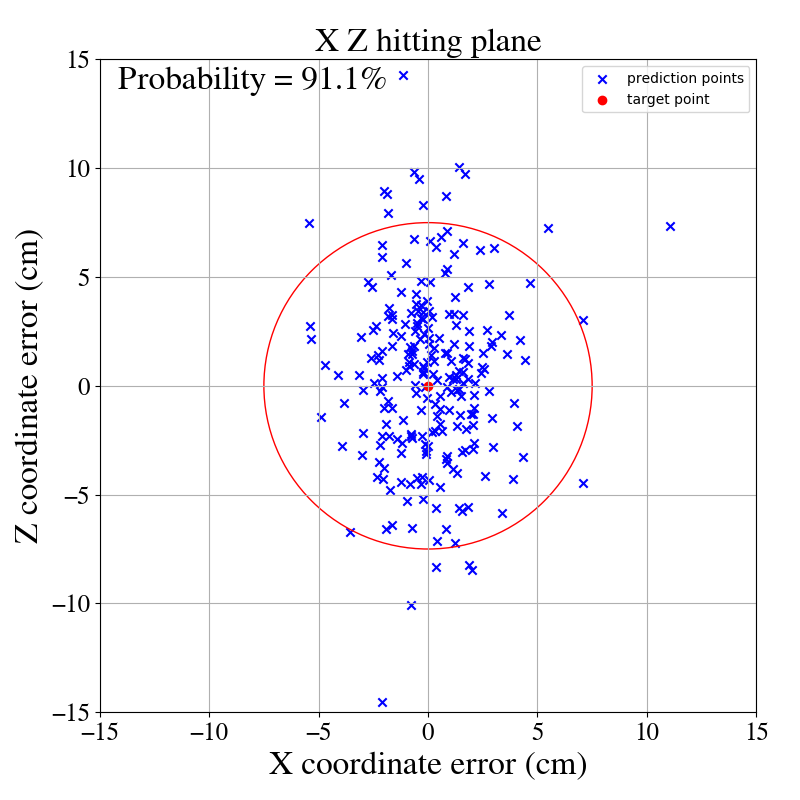 X Z hitting plane
Probability = 91.1%
prediction points
target point
Z coordinate error (cm)
15
10
5
0
−5
−10
−15
−15
−10
−5
0
5
10
15
X coordinate error (cm)